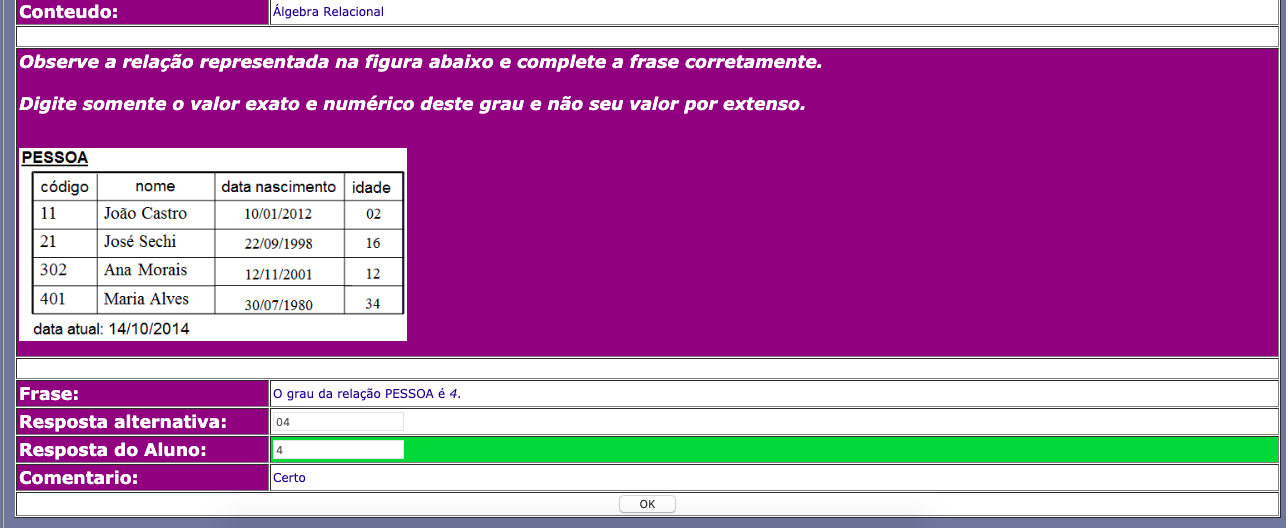 Conteudo: Álgebra Relacional
Observe a relação representada na figura abaixo e complete a frase corretamente.
Digite somente o valor exato e numérico deste grau e não seu valor por extenso.
PESSOA
código nome data nascimento idade
11 João Castro 10/01/2012 02
21 José Sechi 22/09/1998 16
302 Ana Morais 12/11/2001 12
401 Maria Alves 30/07/1980 34
data atual: 14/10/2014
Frase: O grau da relação PESSOA é 4.
Resposta alternativa: 04
Resposta do Aluno: 4
Comentario: Certo
OK